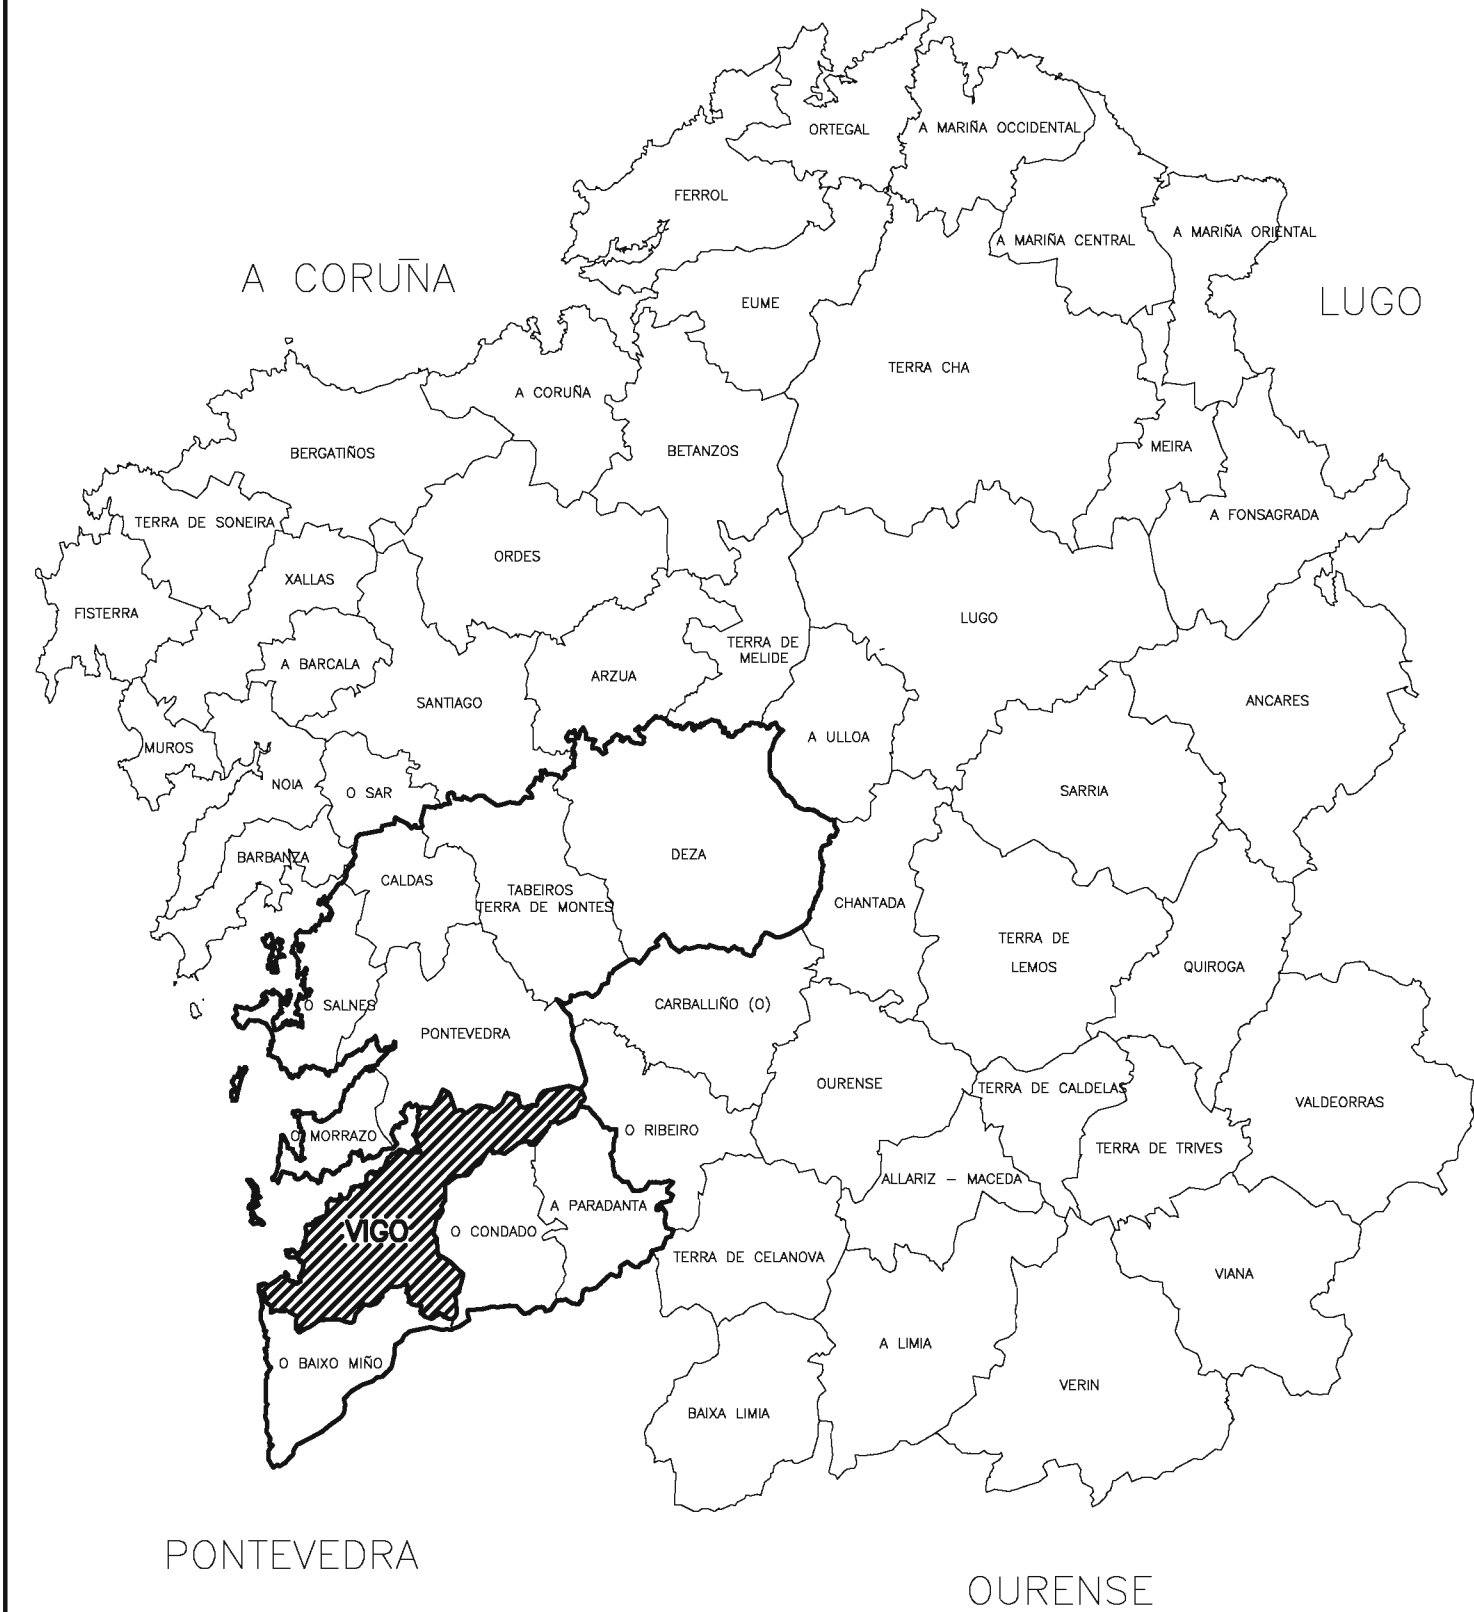 ORTEGAL
A MARIÑA OCCIDENTAL
FERROL
A MARIÑA CENTRAL
A MARIÑA ORIENTAL
A CORUÑA
LUGO
EUME
TERRA CHA
A CORUÑA
BERGATIÑOS
BETANZOS
MEIRA
TERRA DE SONEIRA
A FONSAGRADA
ORDES
XALLAS
FISTERRA
LUGO
TERRA DE
MELIDE
A BARCALA
ARZUA
SANTIAGO
ANCARES
MUROS
A ULLOA
NOIA
O SAR
SARRIA
BARBANZA
DEZA
CALDAS
TABEIROS
TERRA DE MONTES
CHANTADA
TERRA DE
LEMOS
QUIROGA
O SALNES
CARBALLIÑO (O)
PONTEVEDRA
OURENSE
TERRA DE CALDELAS
VALDEORRAS
O MORRAZO
O RIBEIRO
TERRA DE TRIVES
ALLARIZ – MACEDA
A PARADANTA
VIGO
O CONDADO
TERRA DE CELANOVA
VIANA
A LIMIA
O BAIXO MIÑO
VERIN
BAIXA LIMIA
PONTEVEDRA
OURENSE